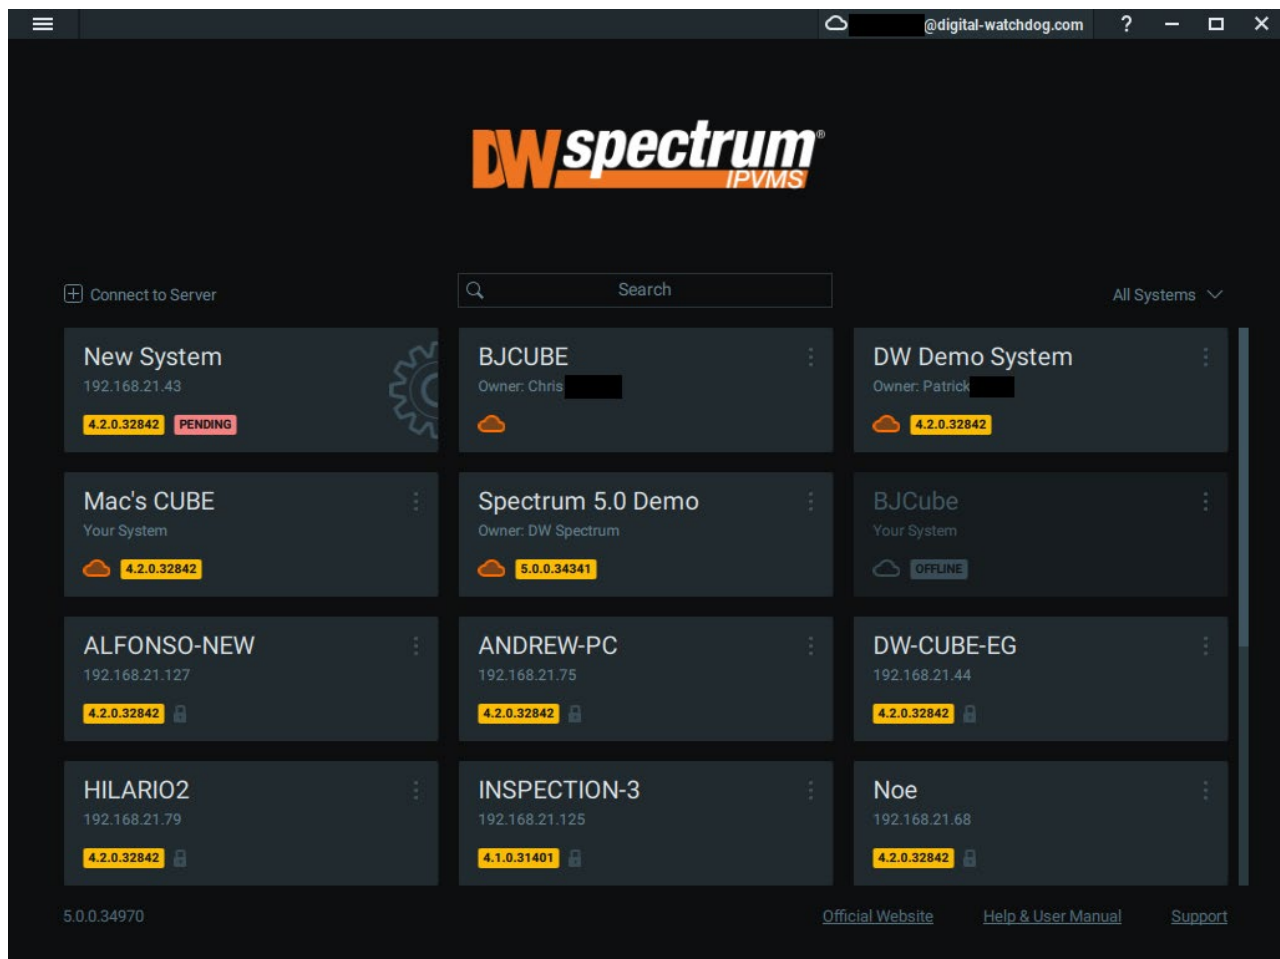 @digital-watchdog.com ?
DW spectrum®
IPVMS
Connect to Server
Search
All Systems
New System
192.168.21.43
4.2.0.32842 PENDING
BJCUBE
Owner: Chris
DW Demo System
Owner: Patrick
4.2.0.32842
Mac's CUBE
Your System
4.2.0.32842
Spectrum 5.0 Demo
Owner: DW Spectrum
5.0.0.34341
BJCube
Your System
OFFLINE
ALFONSO-NEW
192.168.21.127
4.2.0.32842
ANDREW-PC
192.168.21.75
4.2.0.32842
DW-CUBE-EG
192.168.21.44
4.2.0.32842
HILARIO2
192.168.21.79
4.2.0.32842
INSPECTION-3
192.168.21.125
4.1.0.31401
Noe
192.168.21.68
4.2.0.32842
5.0.0.34970
Official Website
Help & User Manual
Support